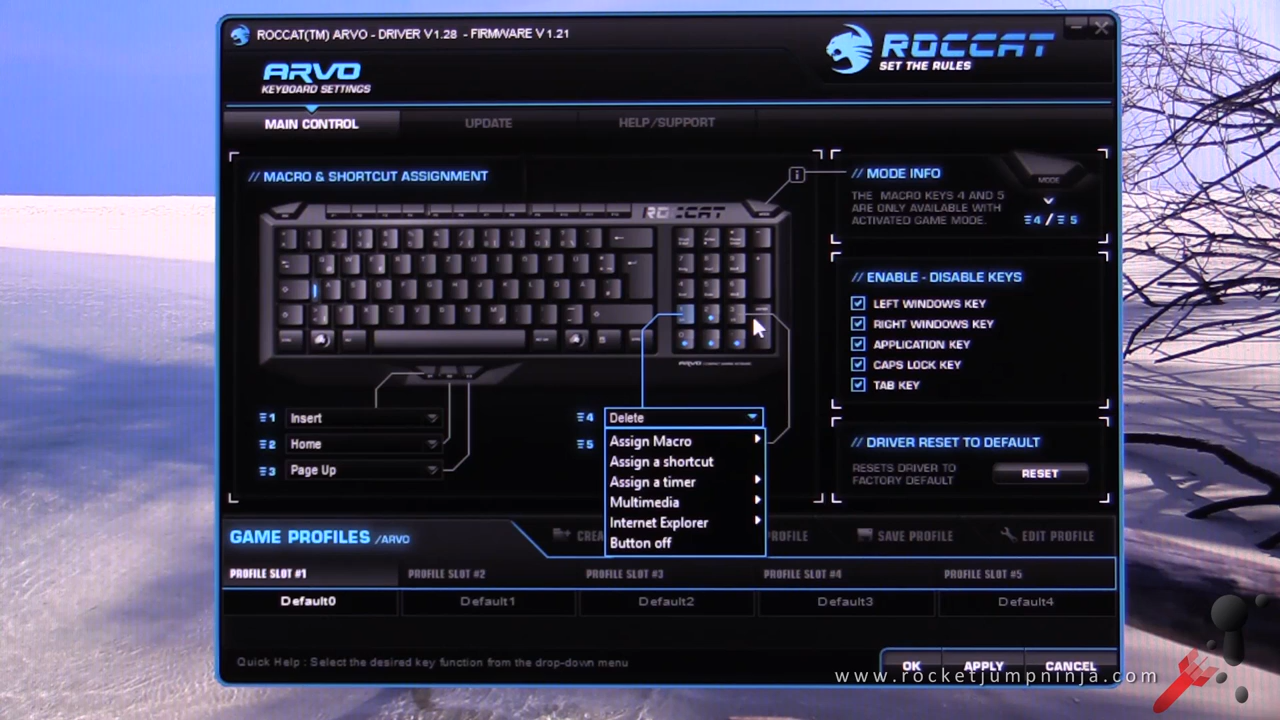 ROCCAT(TM) ARVO - DRIVER V1.28 - FIRMWARE V 1.21
ROCCAT
SET THE RULES
ARVO
KEYBOARD SETTINGS
MAIN CONTROL
UPDATE
HELP/SUPPORT
// MACRO & SHORTCUT ASSIGNMENT
1 Insert
2 Home
3 Page Up
4 Delete
5
Assign Macro
Assign a shortcut
Assign a timer
Multimedia
Internet Explorer
Button off
// MODE INFO
MODE
THE MACRO KEYS 4 AND 5
ARE ONLY AVAILABLE WITH
ACTIVATED GAME MODE.
4 / 5
// ENABLE - DISABLE KEYS
LEFT WINDOWS KEY
RIGHT WINDOWS KEY
APPLICATION KEY
CAPS LOCK KEY
TAB KEY
// DRIVER RESET TO DEFAULT
RESETS DRIVER TO
FACTORY DEFAULT
RESET
GAME PROFILES /ARVO
CREA
PROFILE
SAVE PROFILE
EDIT PROFILE
PROFILE SLOT #1
PROFILE SLOT #2
PROFILE SLOT #3
PROFILE SLOT #4
PROFILE SLOT #5
Default0
Default1
Default2
Default3
Default4
Quick Help : Select the desired key function from the drop-down menu
OK
APPLY
CANCEL
www.rocketjumpninja.com